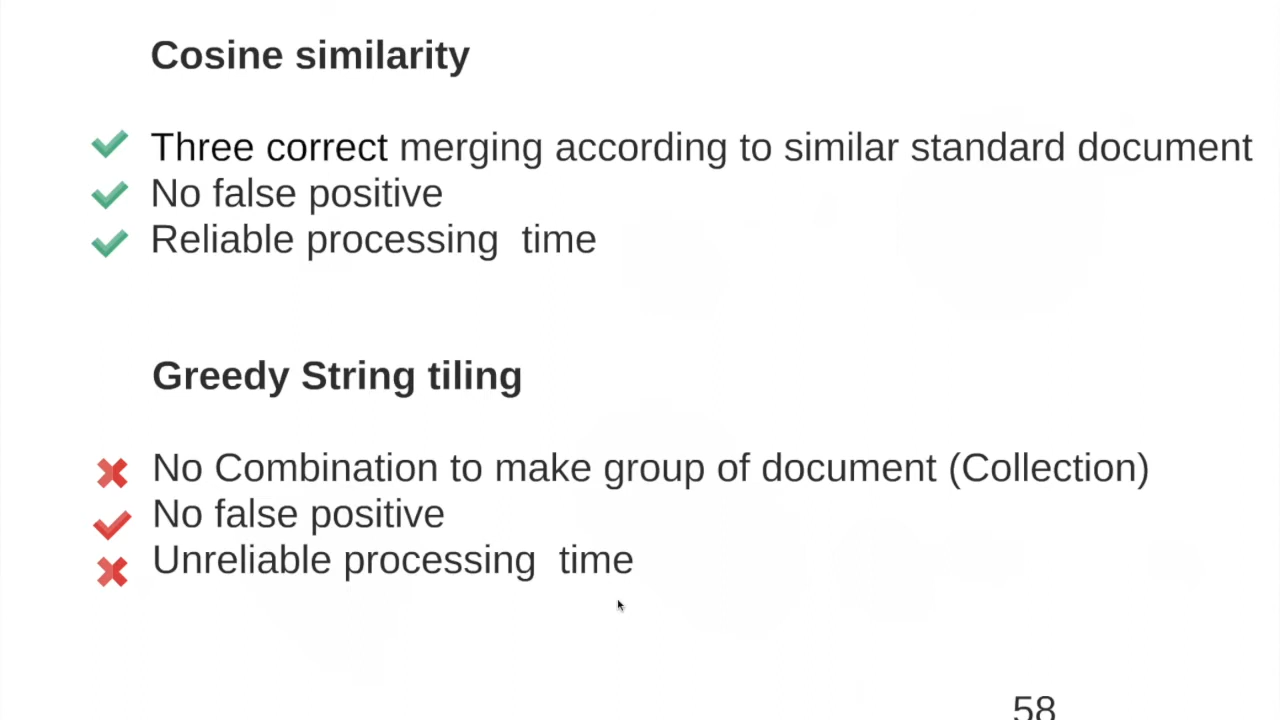 Cosine similarity
Three correct merging according to similar standard document
No false positive
Reliable processing time
Greedy String tiling
No Combination to make group of document (Collection)
No false positive
Unreliable processing time
58